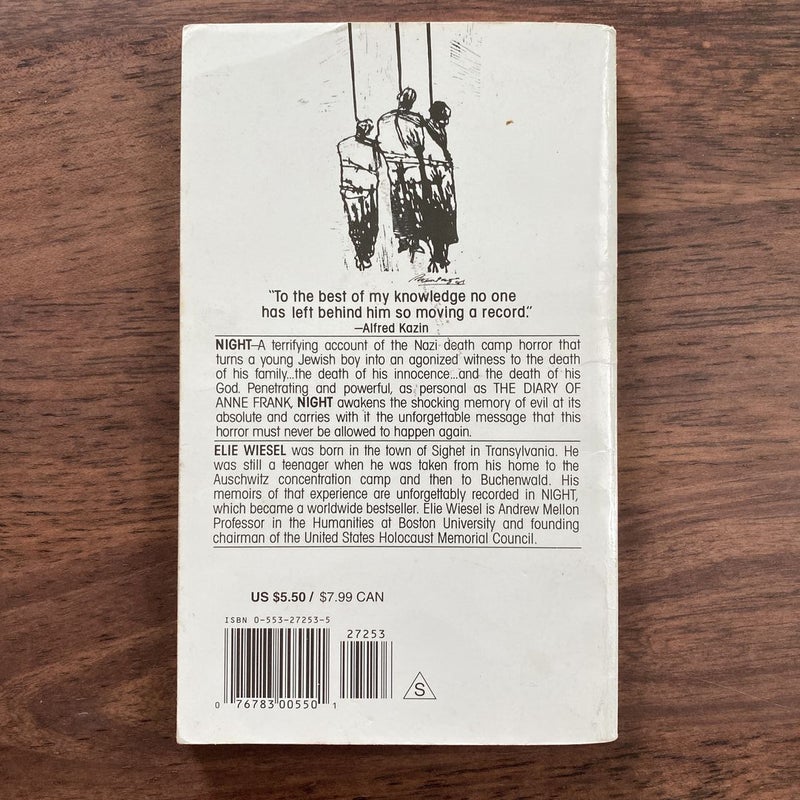 "To the best of my knowledge no one
has left behind him so moving a record."
—Alfred Kazin
NIGHT—A terrifying account of the Nazi death camp horror that
turns a young Jewish boy into an agonized witness to the death
of his family...the death of his innocence...and the death of his
God. Penetrating and powerful, as personal as THE DIARY OF
ANNE FRANK, NIGHT awakens the shocking memory of evil at its
absolute and carries with it the unforgettable message that this
horror must never be allowed to happen again.
ELIE WIESEL was born in the town of Sighet in Transylvania. He
was still a teenager when he was taken from his home to the
Auschwitz concentration camp and then to Buchenwald. His
memoirs of that experience are unforgettably recorded in NIGHT,
which became a worldwide bestseller. Elie Wiesel is Andrew Mellon
Professor in the Humanities at Boston University and founding
chairman of the United States Holocaust Memorial Council.
US $5.50 / $7.99 CAN
ISBN 0-553-27253-5
27253
0 76783 00550 1
S